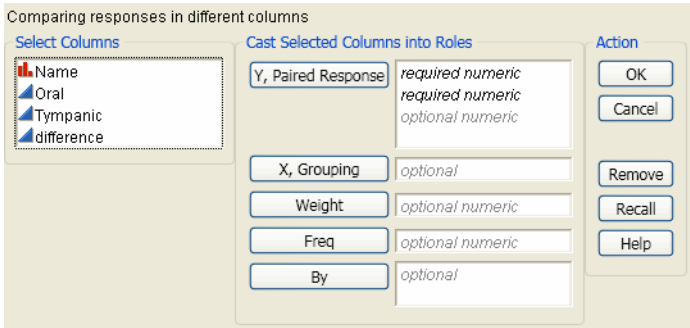 Comparing responses in different columns
Select Columns
Name
Oral
Tympanic
difference
Cast Selected Columns into Roles
Y, Paired Response
required numeric
required numeric
optional numeric
X, Grouping
optional
Weight
optional numeric
Freq
optional numeric
By
optional
Action
OK
Cancel
Remove
Recall
Help